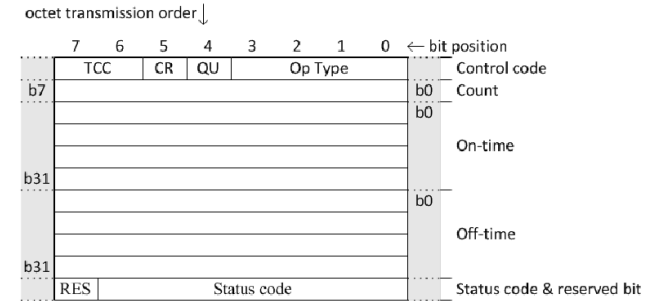 octet transmission order↓
7 6 5 4 3 2 1 0 ← bit position
TCC CR QU Op Type Control code
b7 b0 Count
b0
On-time
b31
b0
Off-time
b31
RES Status code Status code & reserved bit